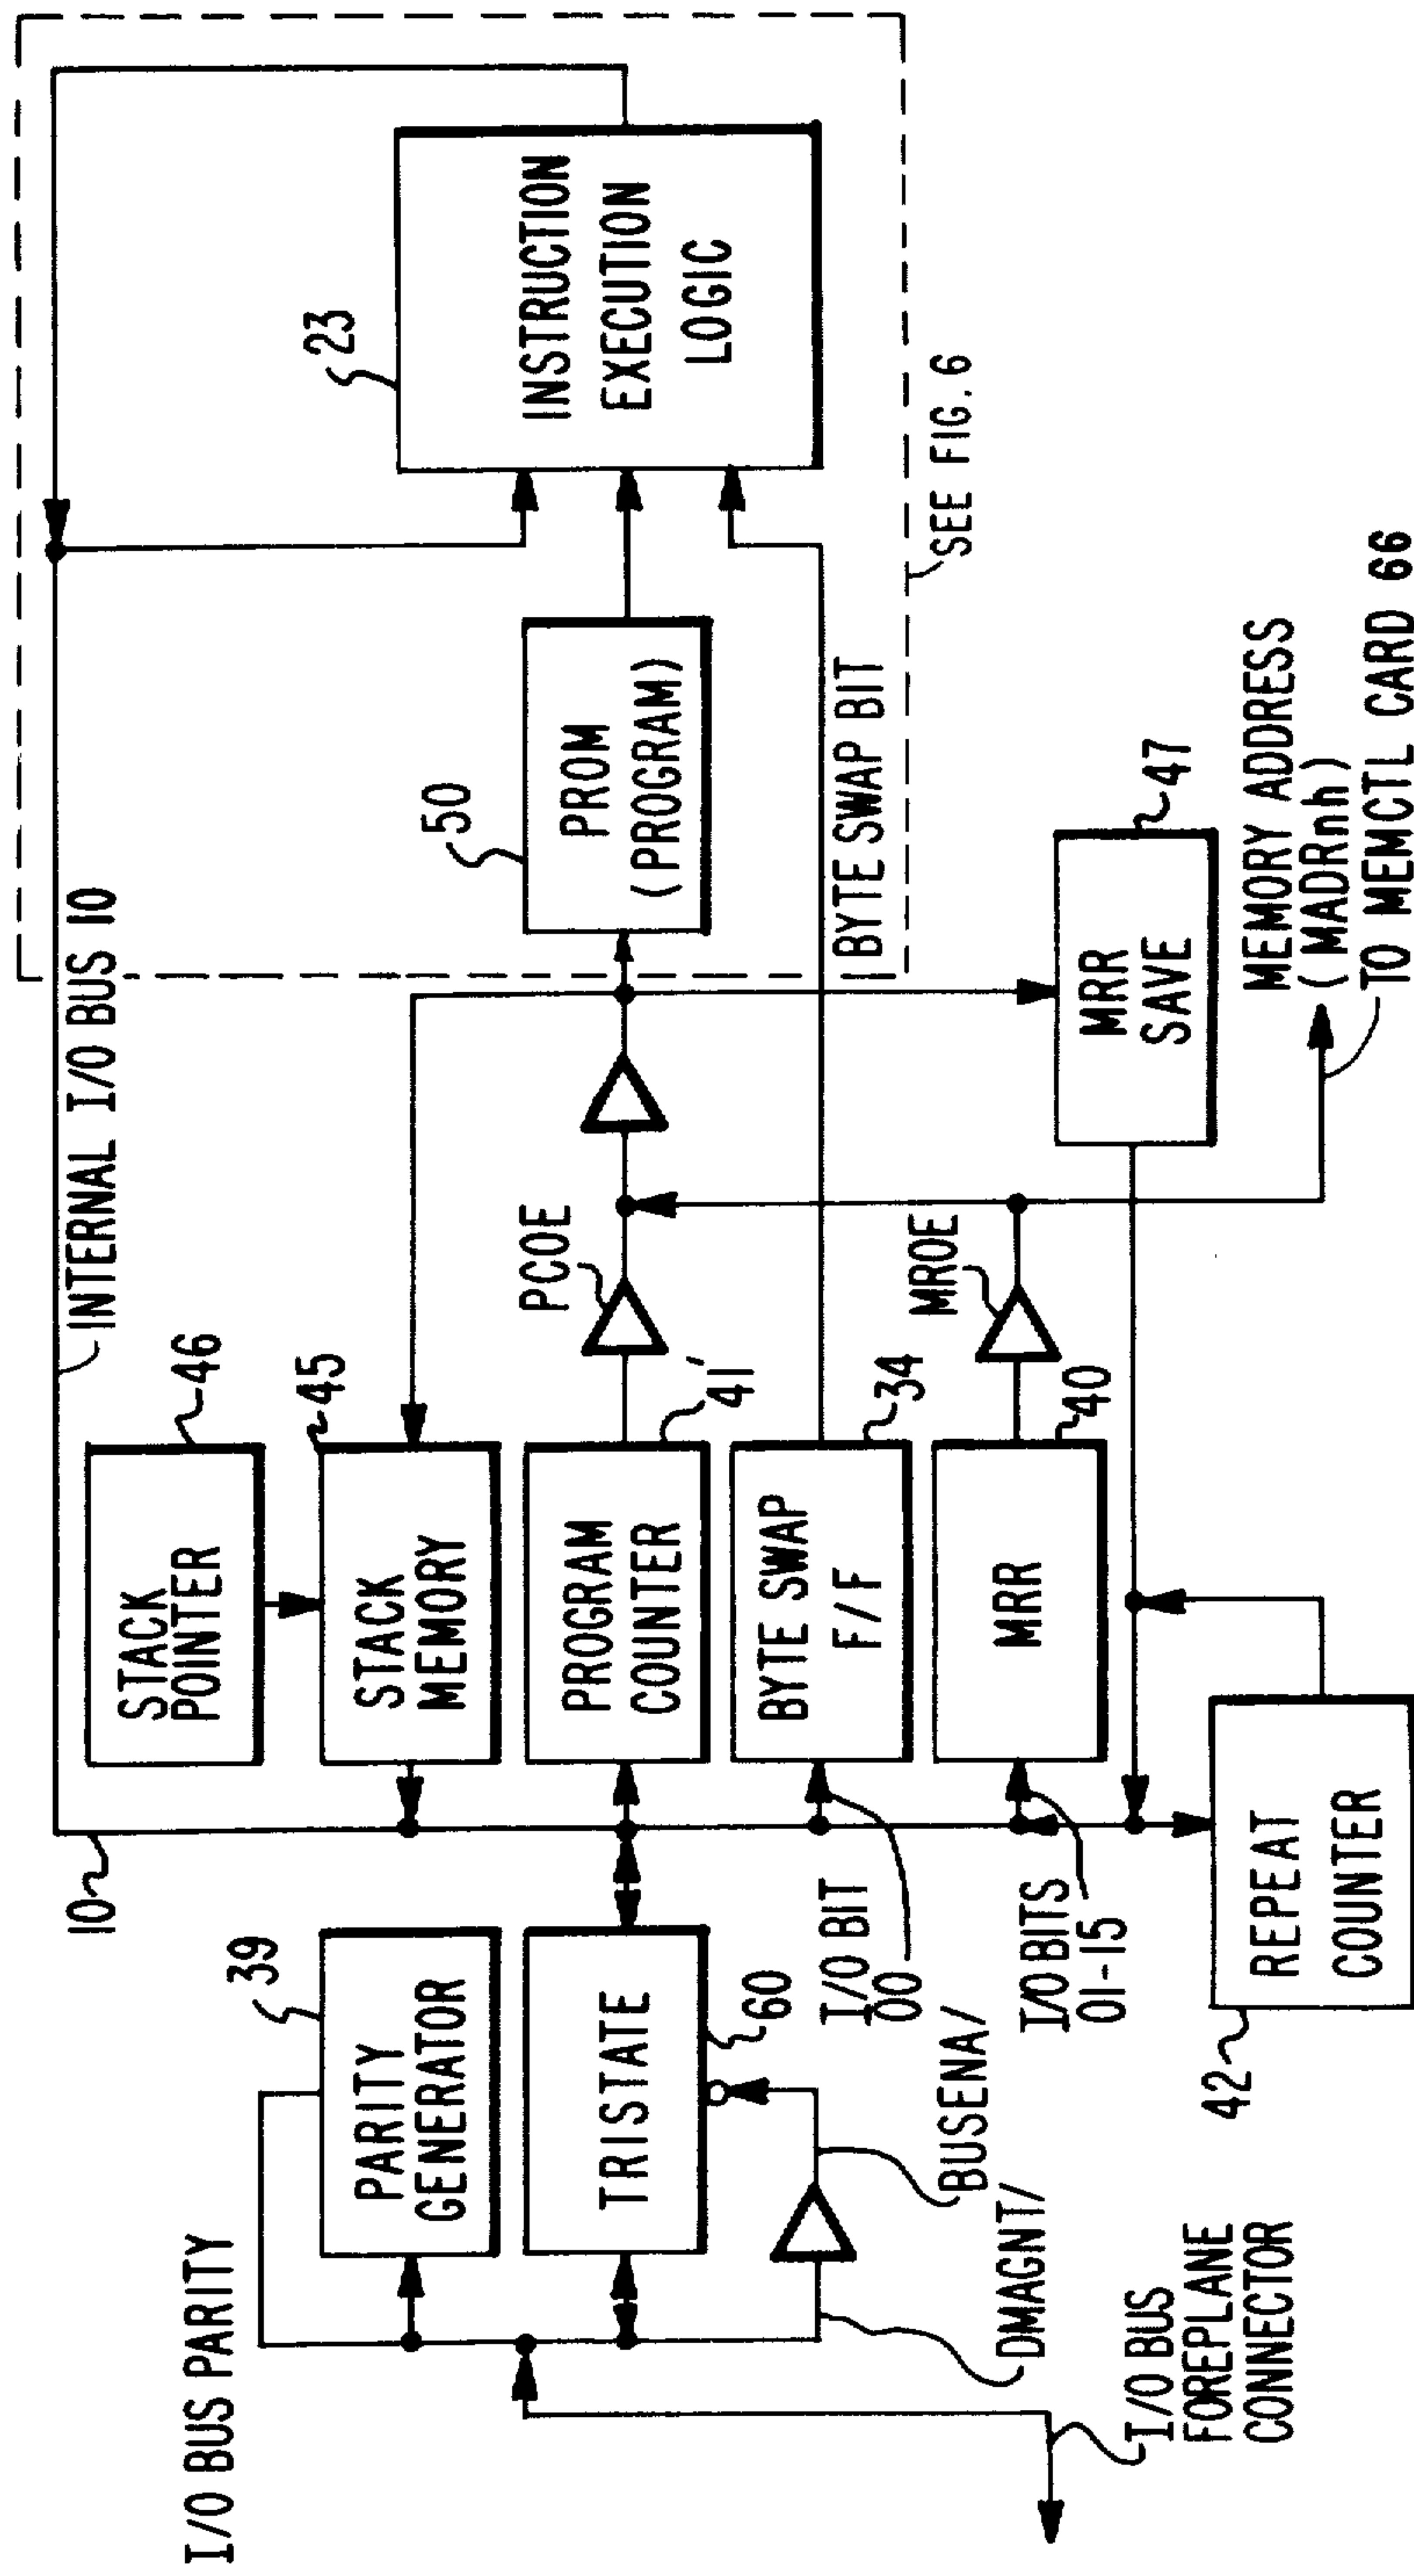 I/O BUS PARITY
39
PARITY
GENERATOR
TRISTATE
60
BUSENA/
DMAGNT/
I/O BUS
FOREPLANE
CONNECTOR
10
I/O BIT
00
I/O BITS
01-15
42
REPEAT
COUNTER
STACK
POINTER
46
STACK
MEMORY
45
PROGRAM
COUNTER
41'
BYTE SWAP
F/F
34
MRR
40
INTERNAL I/O BUS 10
PCOE
MROE
MRR
SAVE
47
MEMORY ADDRESS
(MADRnh)
TO MEMCTL CARD 66
50
PROM
(PROGRAM)
BYTE SWAP BIT
23
INSTRUCTION
EXECUTION
LOGIC
SEE FIG. 6